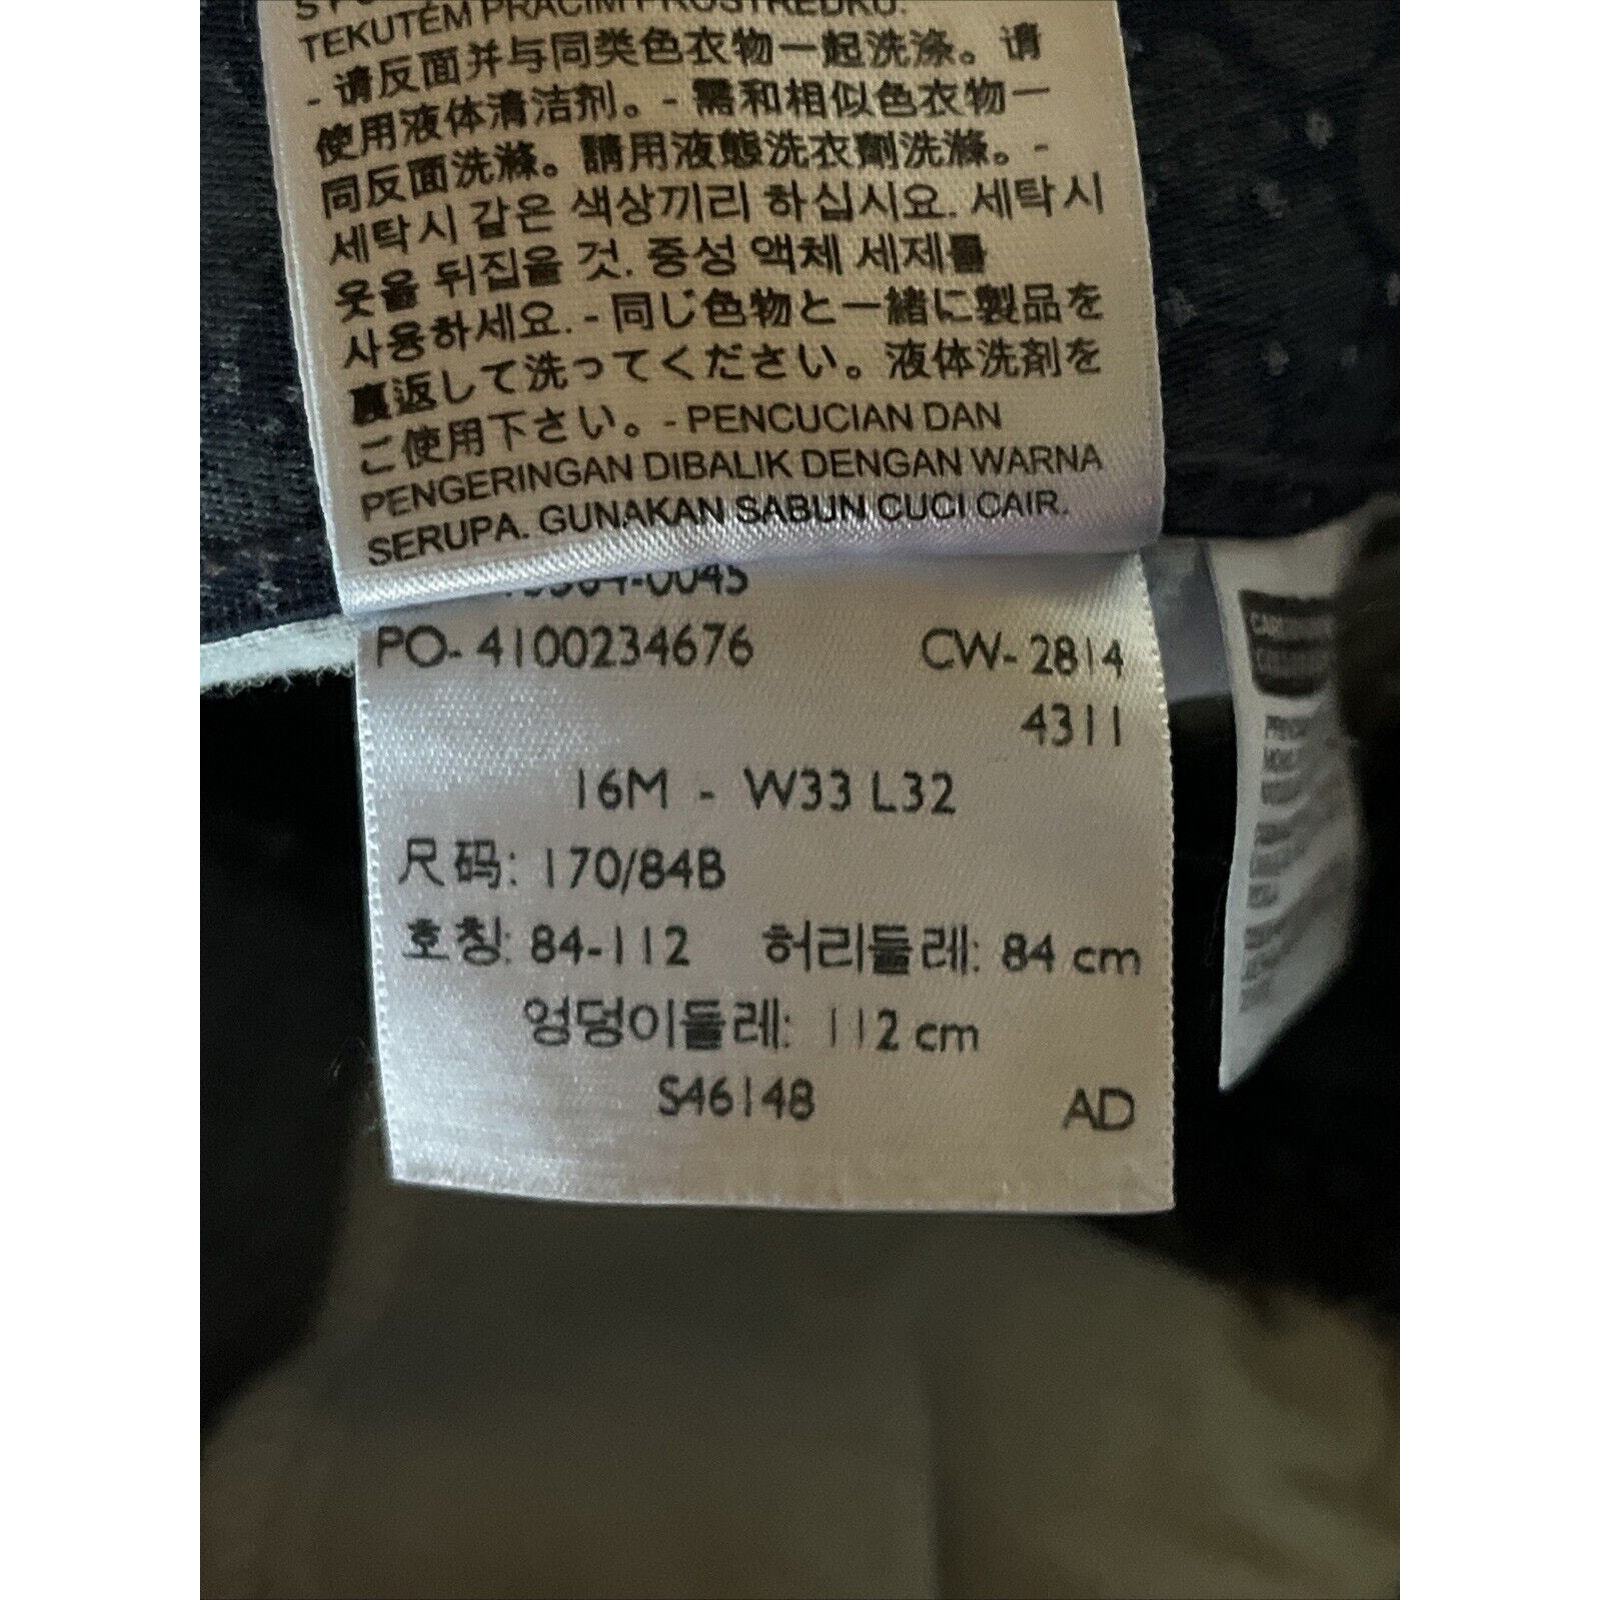 TEKUTÉM PRACÍM PROSTŘEDKU.
- 请反面并与同类色衣物一起洗涤。请
使用液体清洁剂。- 需和相似色衣物一
同反面洗滌。請用液態洗衣劑洗滌。-
세탁시 같은 색상끼리 하십시요. 세탁시
옷을 뒤집을 것. 중성 액체 세제를
사용하세요. - 同じ色物と一緒に製品を
裏返して洗ってください。液体洗剤を
ご使用下さい。- PENCUCIAN DAN
PENGERINGAN DIBALIK DENGAN WARNA
SERUPA. GUNAKAN SABUN CUCI CAIR.
-0045
PO- 4100234676 CW- 2814
4311
16M - W33 L32
尺码: 170/84B
호칭: 84-112 허리둘레: 84 cm
엉덩이둘레: 112 cm
S46148 AD